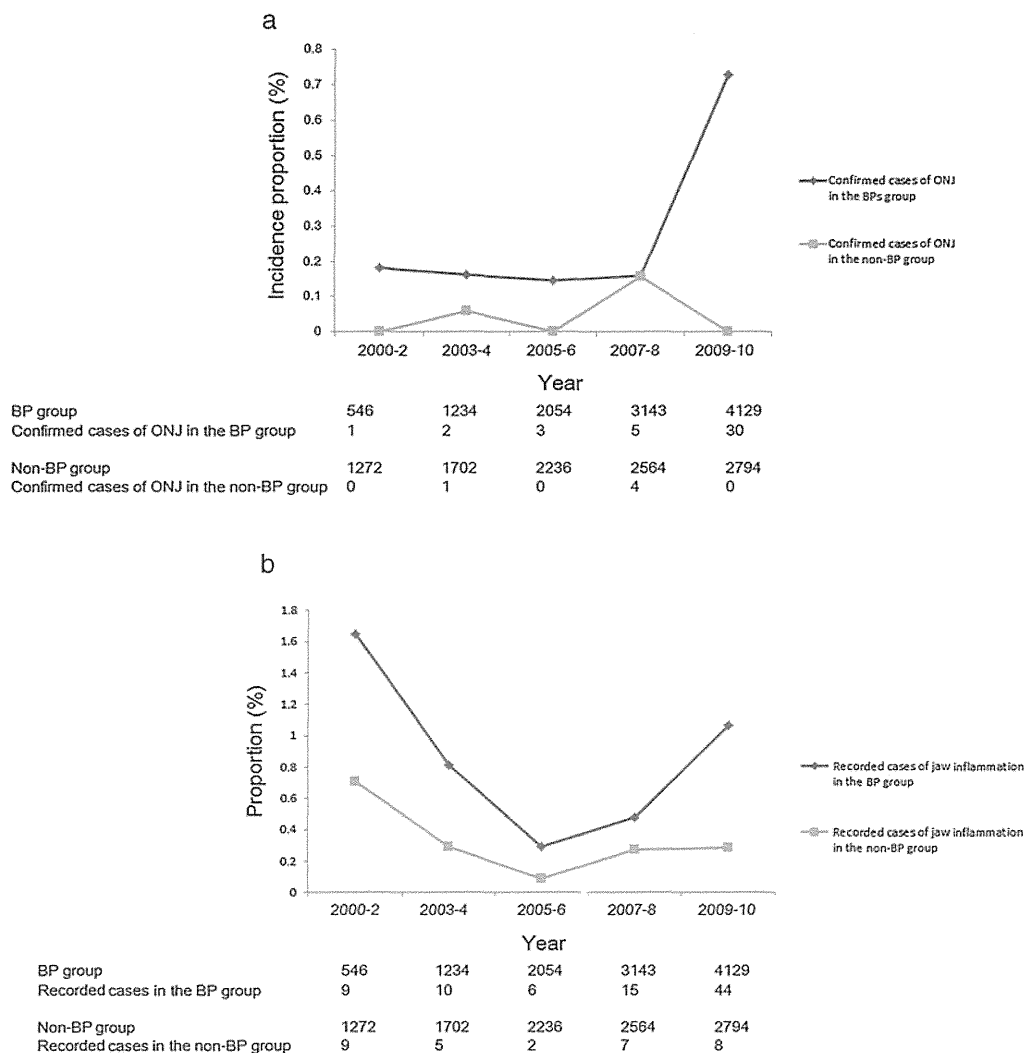 a
0.8
0.7
0.6
0.5
0.4
0.3
0.2
0.1
0
Incidence proportion (%)
2000-2 2003-4 2005-6 2007-8 2009-10
Year
Confirmed cases of ONJ
in the BPs group
Confirmed cases of ONJ
in the non-BP group
BP group 546 1234 2054 3143 4129
Confirmed cases of ONJ in the BP group 1 2 3 5 30
Non-BP group 1272 1702 2236 2564 2794
Confirmed cases of ONJ in the non-BP group 0 1 0 4 0
b
1.8
1.6
1.4
1.2
1
0.8
0.6
0.4
0.2
0
Proportion (%)
2000-2 2003-4 2005-6 2007-8 2009-10
Year
Recorded cases of jaw inflammation
in the BP group
Recorded cases of jaw inflammation
in the non-BP group
BP group 546 1234 2054 3143 4129
Recorded cases in the BP group 9 10 6 15 44
Non-BP group 1272 1702 2236 2564 2794
Recorded cases in the non-BP group 9 5 2 7 8